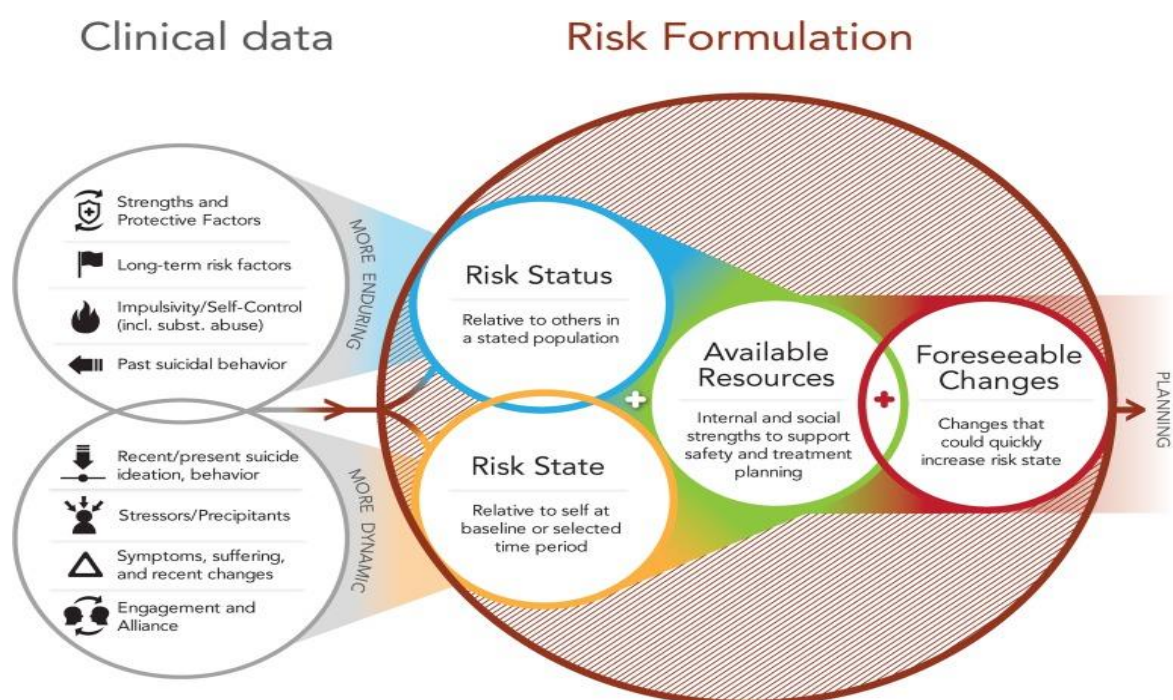 Clinical data
Risk Formulation
Strengths and
Protective Factors
Long-term risk factors
Impulsivity/Self-Control
(incl. subst. abuse)
Past suicidal behavior
MORE ENDURING
Recent/present suicide
ideation, behavior
Stressors/Precipitants
Symptoms, suffering,
and recent changes
Engagement and
Alliance
MORE DYNAMIC
Risk Status
Relative to others in
a stated population
Risk State
Relative to self at
baseline or selected
time period
Available
Resources
Internal and social
strengths to support
safety and treatment
planning
Foreseeable
Changes
Changes that
could quickly
increase risk state
PLANNING